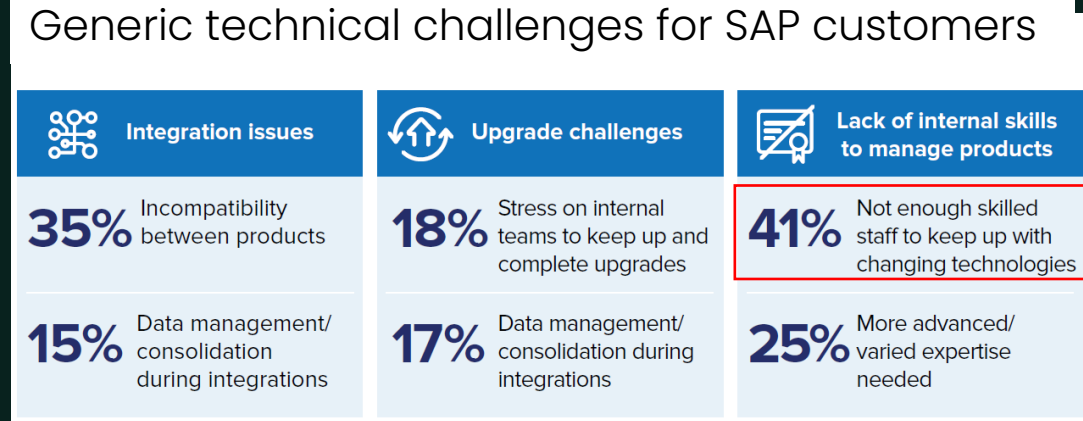 Generic technical challenges for SAP customers
Integration issues
35%
Incompatibility
between products
15%
Data management/
consolidation
during integrations
Upgrade challenges
18%
Stress on internal
teams to keep up and
complete upgrades
17%
Data management/
consolidation during
integrations
Lack of internal skills
to manage products
41%
Not enough skilled
staff to keep up with
changing technologies
25%
More advanced/
varied expertise
needed